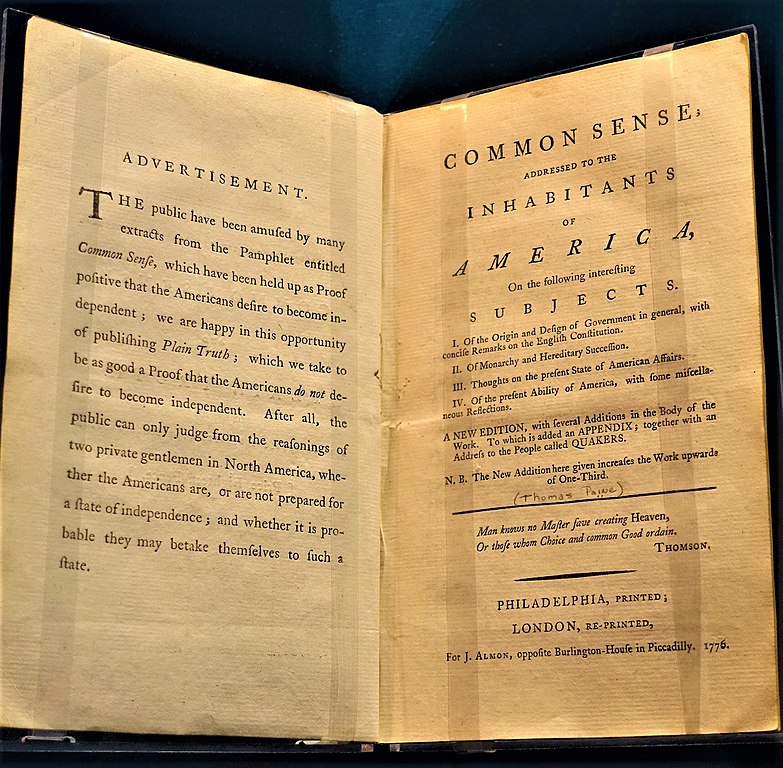 ADVERTISEMENT.
THE public have been amuſed by many
extracts from the Pamphlet entitled
Common Senſe, which have been held up as Proof
poſitive that the Americans deſire to become in-
dependent ; we are happy in this opportunity
of publiſhing Plain Truth ; which we take to
be as good a Proof that the Americans do not de-
ſire to become independent. After all, the
public can only judge from the reaſonings of
two private gentlemen in North America, whe-
ther the Americans are, or are not prepared for
a ſtate of independence ; and whether it is pro-
bable they may betake themſelves to ſuch a
ſtate.
COMMON SENSE;
ADDRESSED TO THE
INHABITANTS
OF
AMERICA,
On the following intereſting
SUBJECTS.
I. Of the Origin and Deſign of Government in general, with
conciſe Remarks on the Engliſh Conſtitution.
II. Of Monarchy and Hereditary Succeſſion.
III. Thoughts on the preſent State of American Affairs.
IV. Of the preſent Ability of America, with ſome miſcella-
neous Reflections.
A NEW EDITION, with ſeveral Additions in the Body of the
Work. To which is added an APPENDIX; together with an
Addreſs to the People called QUAKERS.
N. B. The New Addition here given increaſes the Work upwards
of One-Third.
(Thomas Paine)
Man knows no Maſter ſave creating Heaven,
Or thoſe whom Choice and common Good ordain.
THOMSON.
PHILADELPHIA, PRINTED;
LONDON, RE-PRINTED,
For J. ALMON, oppoſite Burlington-Houſe in Piccadilly. 1776.